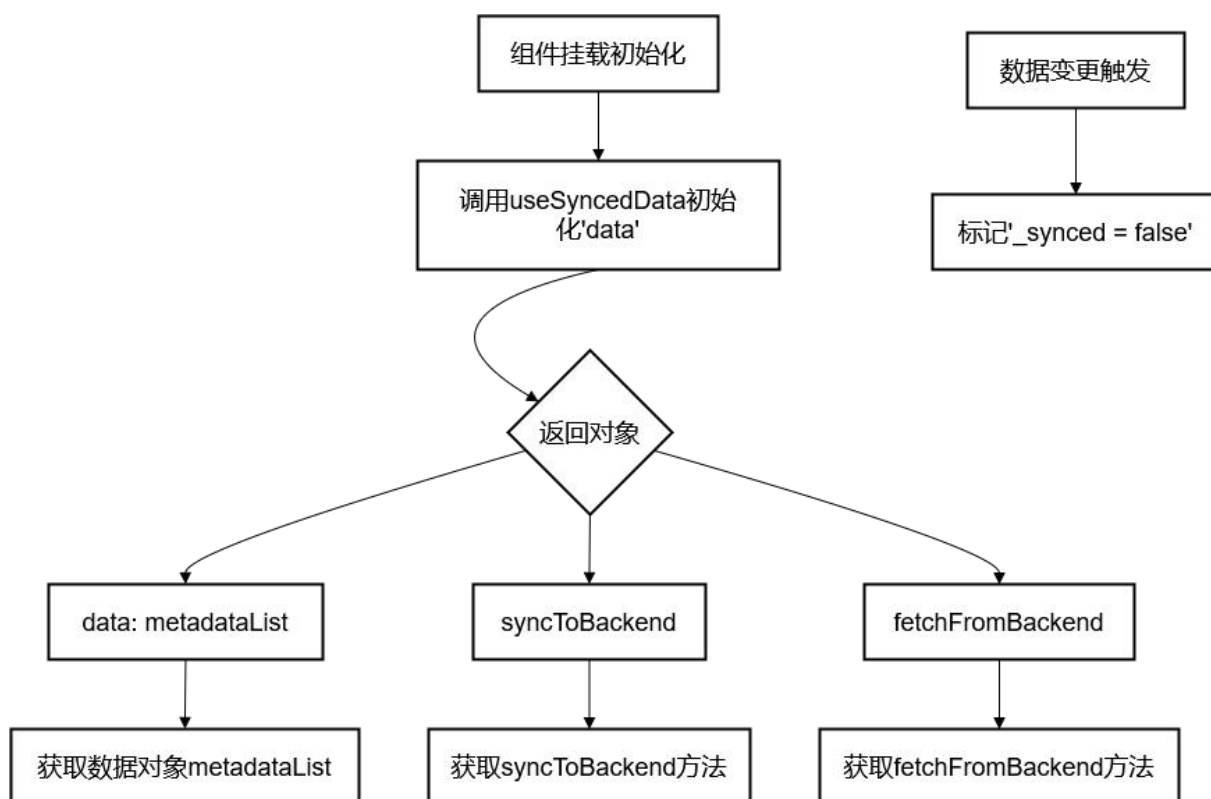 组件挂载初始化
数据变更触发
调用useSyncedData初始
化'data'
标记'_synced = false'
返回对象
data: metadataList
syncToBackend
fetchFromBackend
获取数据对象metadataList
获取syncToBackend方法
获取fetchFromBackend方法